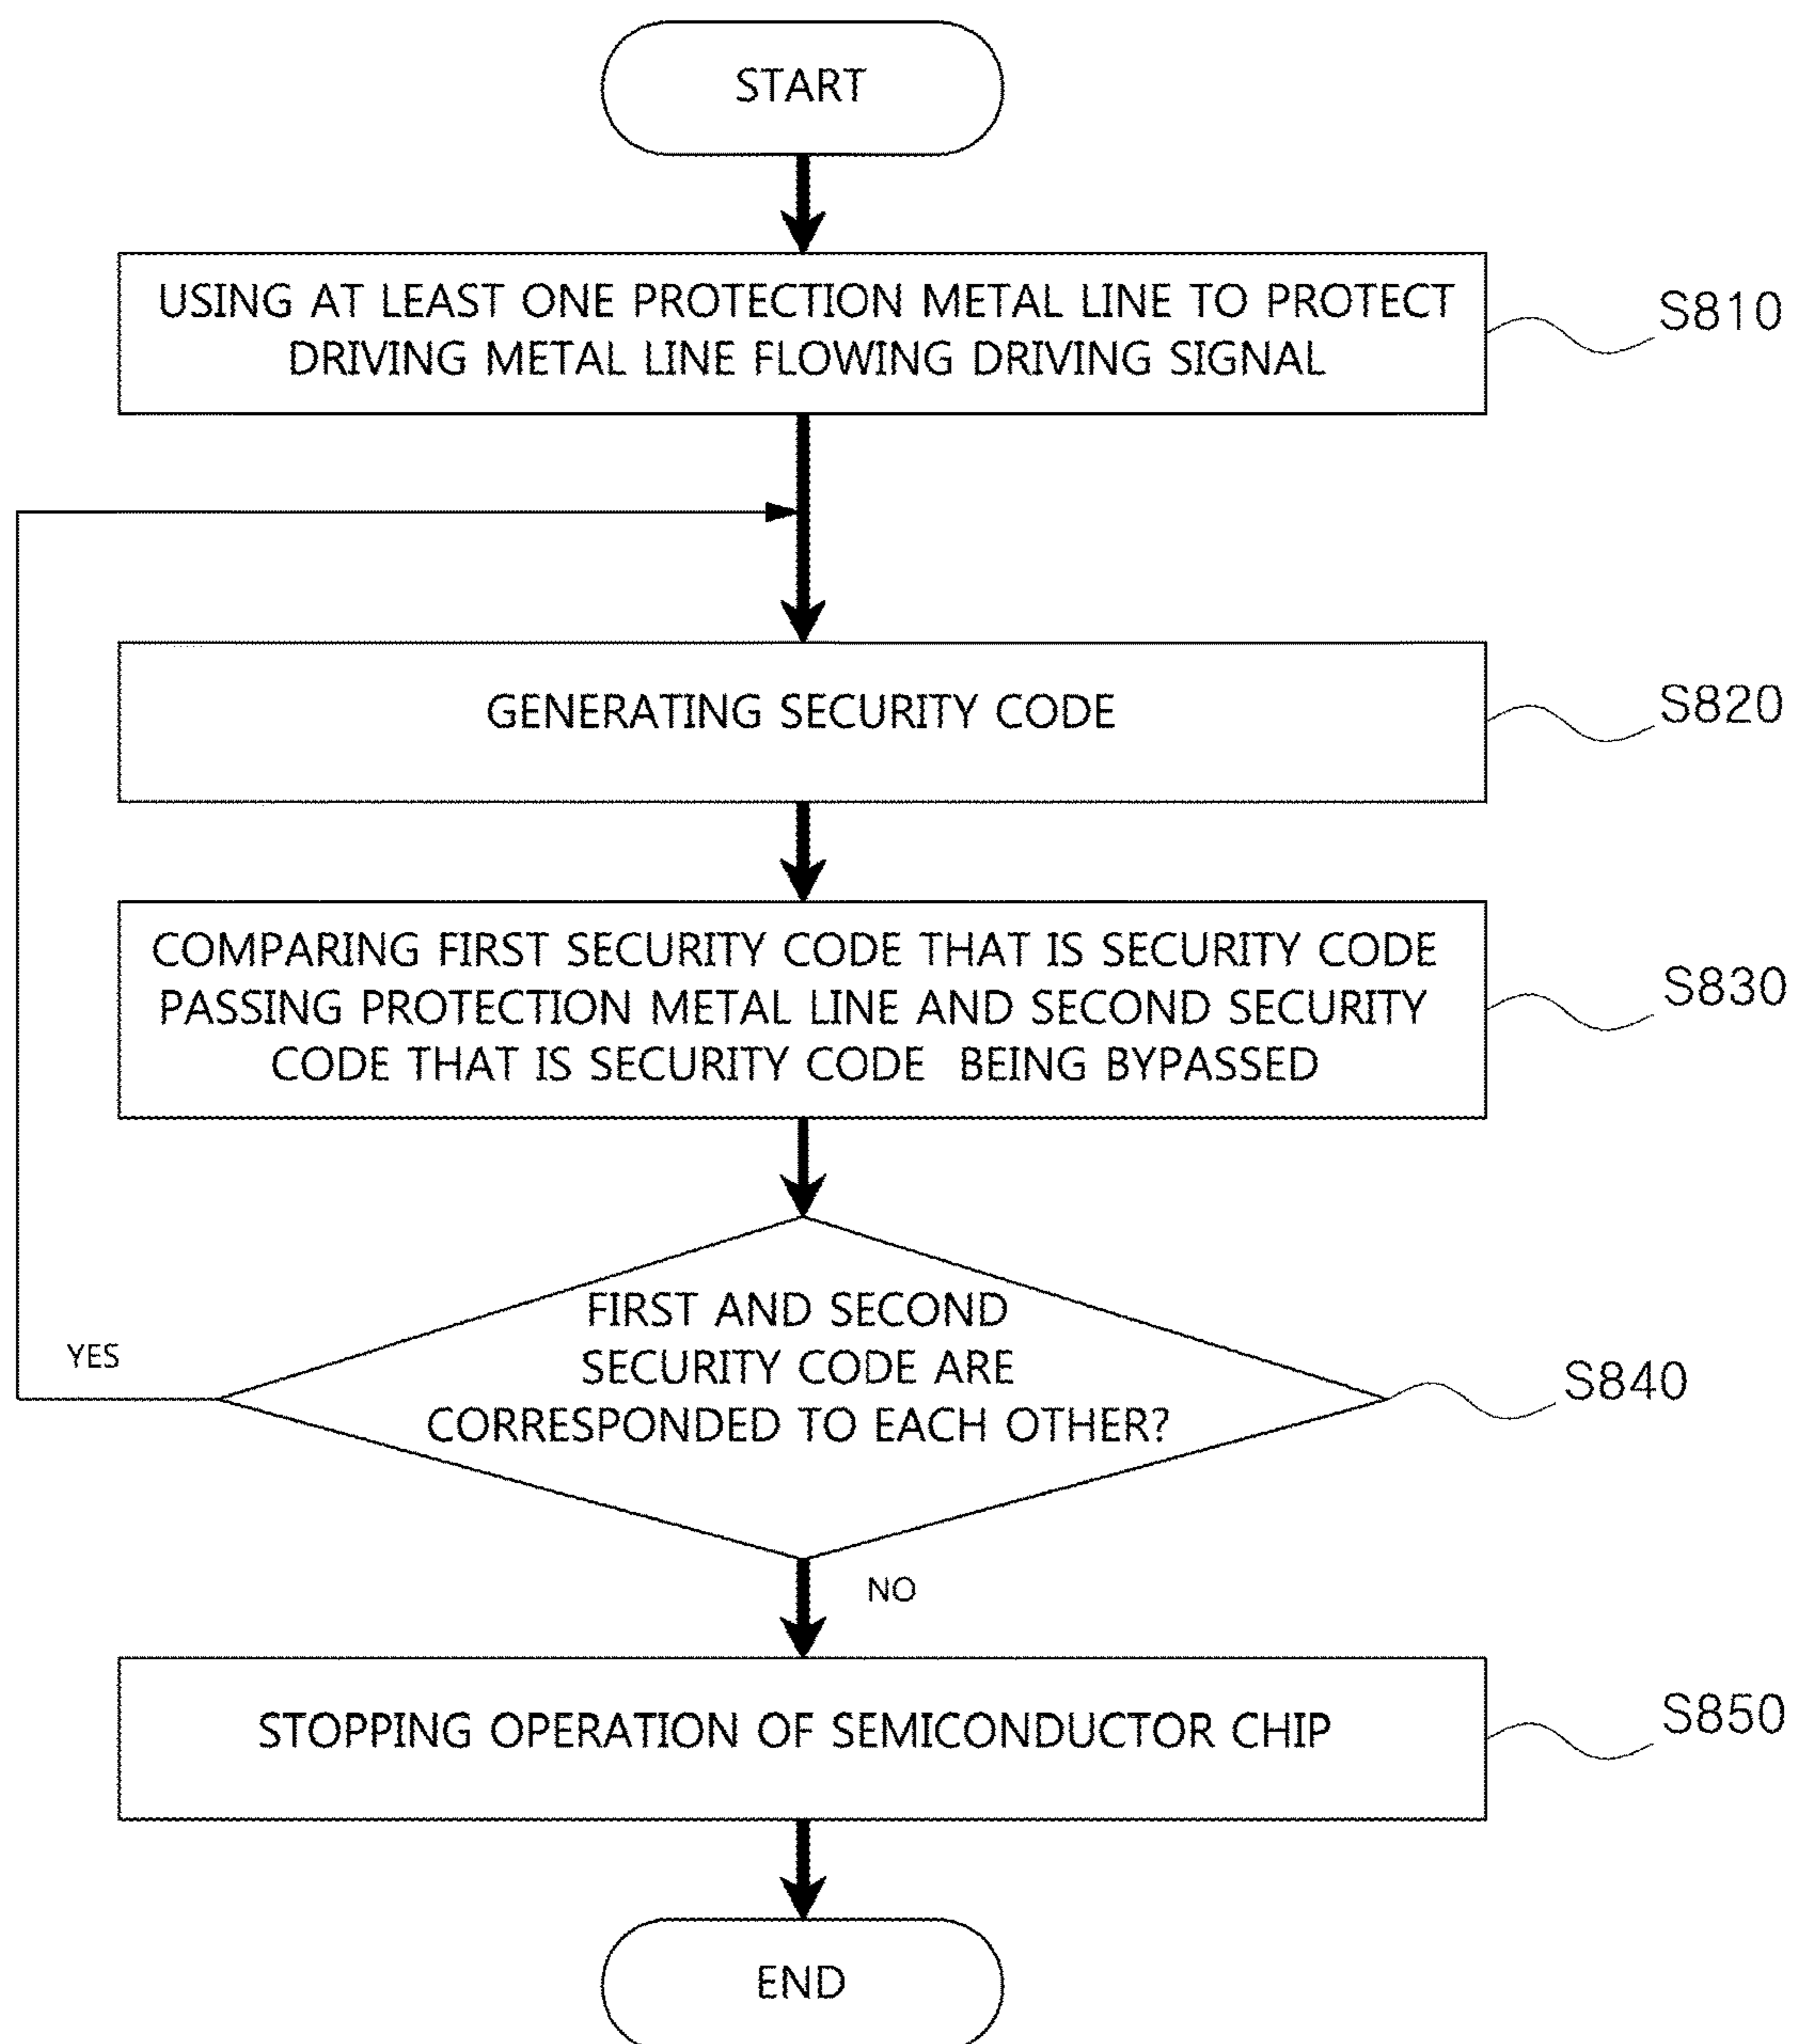 START
USING AT LEAST ONE PROTECTION METAL LINE TO PROTECT
DRIVING METAL LINE FLOWING DRIVING SIGNAL
S810
GENERATING SECURITY CODE
S820
COMPARING FIRST SECURITY CODE THAT IS SECURITY CODE
PASSING PROTECTION METAL LINE AND SECOND SECURITY
CODE THAT IS SECURITY CODE BEING BYPASSED
S830
FIRST AND SECOND
SECURITY CODE ARE
CORRESPONDED TO EACH OTHER?
S840
YES
NO
STOPPING OPERATION OF SEMICONDUCTOR CHIP
S850
END